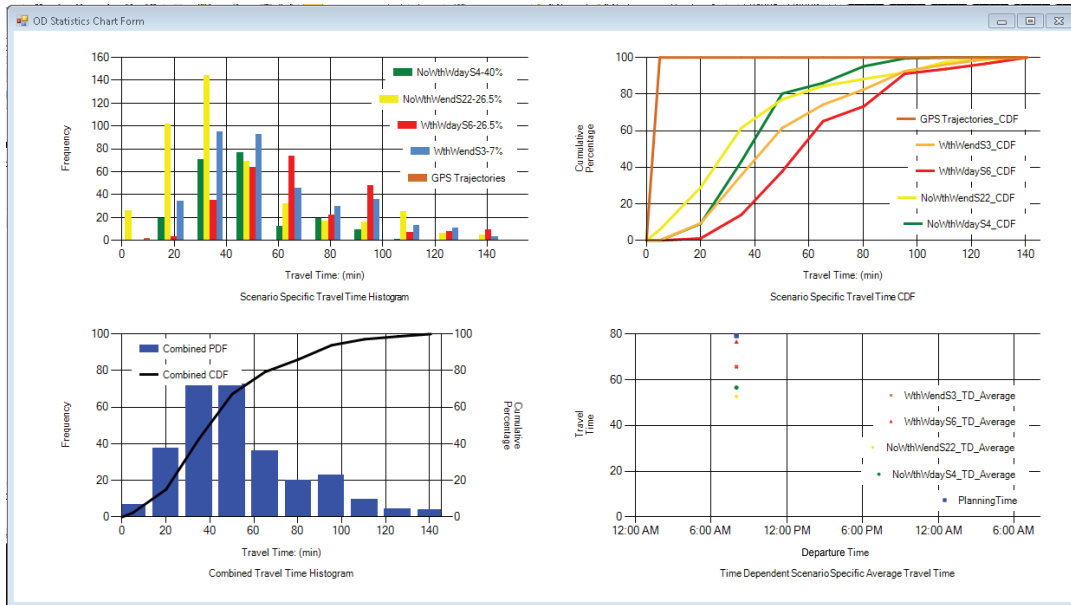 OD Statistics Chart Form
160
140
120
100
80
60
40
20
0
Frequency
NoWthWdayS4-40%
NoWthWendS22-26.5%
WthWdayS6-26.5%
WthWendS3-7%
GPS Trajectories
0 20 40 60 80 100 120 140
Travel Time: (min)
Scenario Specific Travel Time Histogram
100
80
60
40
20
0
Cumulative
Percentage
GPS Trajectories_CDF
WthWendS3_CDF
WthWdayS6_CDF
NoWthWendS22_CDF
NoWthWdayS4_CDF
0 20 40 60 80 100 120 140
Travel Time: (min)
Scenario Specific Travel Time CDF
100
80
60
40
20
0
Frequency
Combined PDF
Combined CDF
100
80
60
40
20
0
Cumulative
Percentage
0 20 40 60 80 100 120 140
Travel Time: (min)
Combined Travel Time Histogram
80
60
40
20
0
Travel
Time
WthWendS3_TD_Average
WthWdayS6_TD_Average
NoWthWendS22_TD_Average
NoWthWdayS4_TD_Average
PlanningTime
12:00 AM 6:00 AM 12:00 PM 6:00 PM 12:00 AM 6:00 AM
Departure Time
Time Dependent Scenario Specific Average Travel Time